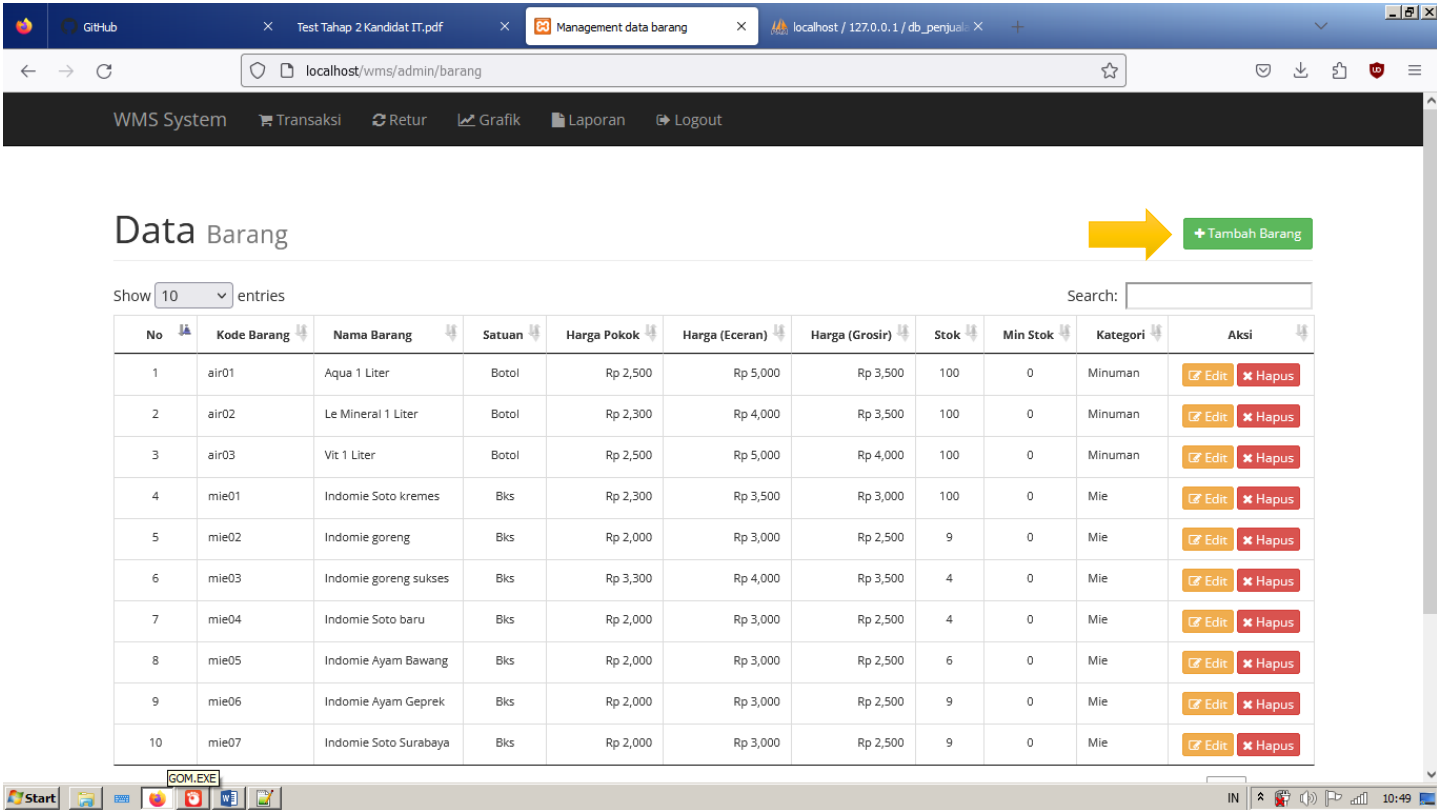 GitHub
Test Tahap 2 Kandidat IT.pdf
Management data barang
localhost / 127.0.0.1 / db_penjual
localhost/wms/admin/barang
WMS System Transaksi Retur Grafik Laporan Logout
Data Barang
+ Tambah Barang
Show 10 entries
Search:
No Kode Barang Nama Barang Satuan Harga Pokok Harga (Eceran) Harga (Grosir) Stok Min Stok Kategori Aksi
1 air01 Aqua 1 Liter Botol Rp 2,500 Rp 5,000 Rp 3,500 100 0 Minuman Edit Hapus
2 air02 Le Mineral 1 Liter Botol Rp 2,300 Rp 4,000 Rp 3,500 100 0 Minuman Edit Hapus
3 air03 Vit 1 Liter Botol Rp 2,500 Rp 5,000 Rp 4,000 100 0 Minuman Edit Hapus
4 mie01 Indomie Soto kremes Bks Rp 2,300 Rp 3,500 Rp 3,000 100 0 Mie Edit Hapus
5 mie02 Indomie goreng Bks Rp 2,000 Rp 3,000 Rp 2,500 9 0 Mie Edit Hapus
6 mie03 Indomie goreng sukses Bks Rp 3,300 Rp 4,000 Rp 3,500 4 0 Mie Edit Hapus
7 mie04 Indomie Soto baru Bks Rp 2,000 Rp 3,000 Rp 2,500 4 0 Mie Edit Hapus
8 mie05 Indomie Ayam Bawang Bks Rp 2,000 Rp 3,000 Rp 2,500 6 0 Mie Edit Hapus
9 mie06 Indomie Ayam Geprek Bks Rp 2,000 Rp 3,000 Rp 2,500 9 0 Mie Edit Hapus
10 mie07 Indomie Soto Surabaya Bks Rp 2,000 Rp 3,000 Rp 2,500 9 0 Mie Edit Hapus
GOM.EXE
Start
IN
10:49